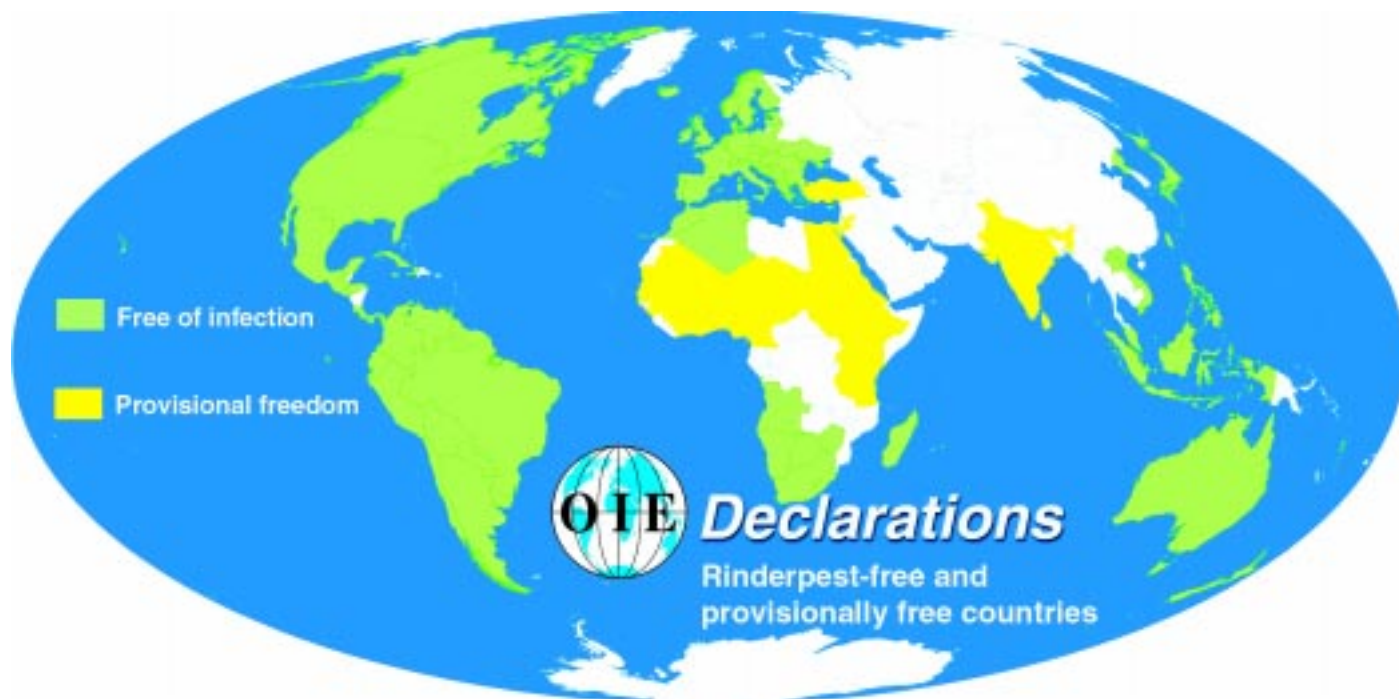 Free of infection
Provisional freedom
OIE
Declarations
Rinderpest-free and
provisionally free countries